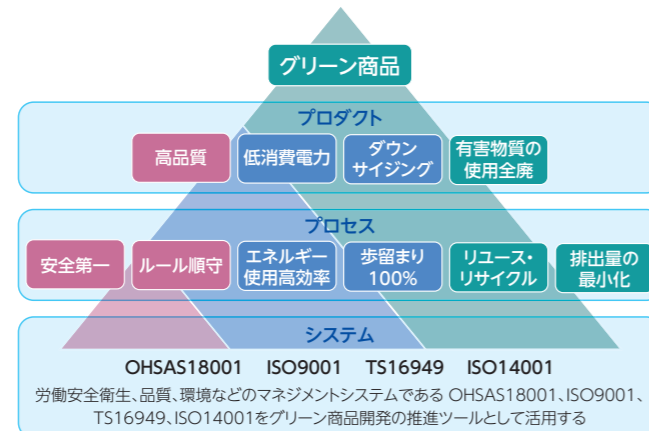 グリーン商品
プロダクト
高品質
低消費電力
ダウン
サイジング
有害物質の
使用全廃
プロセス
安全第一
ルール順守
エネルギー
使用高効率
歩留まり
100%
リユース・
リサイクル
排出量の
最小化
システム
OHSAS18001 ISO9001 TS16949 ISO14001
労働安全衛生、品質、環境などのマネジメントシステムである OHSAS18001、ISO9001、
TS16949、ISO14001をグリーン商品開発の推進ツールとして活用する